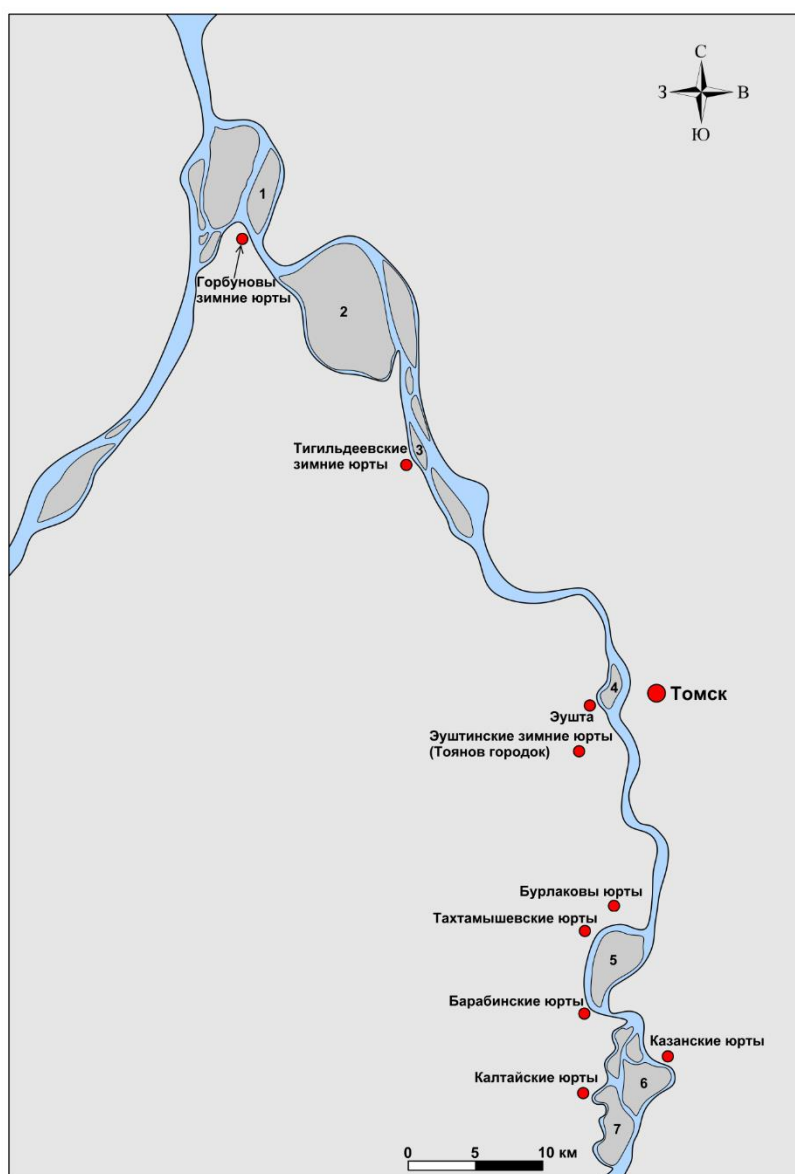 С
З В
Ю
1
Горбуновы
зимние юрты
2
Тигильдеевские
зимние юрты
3
4
Томск
Эушта
Эуштинские зимние юрты
(Тоянов городок)
Бурлаковы юрты
Тахтамышевские юрты
5
Барабинские юрты
Казанские юрты
Калтайские юрты
6
7
0 5 10 км